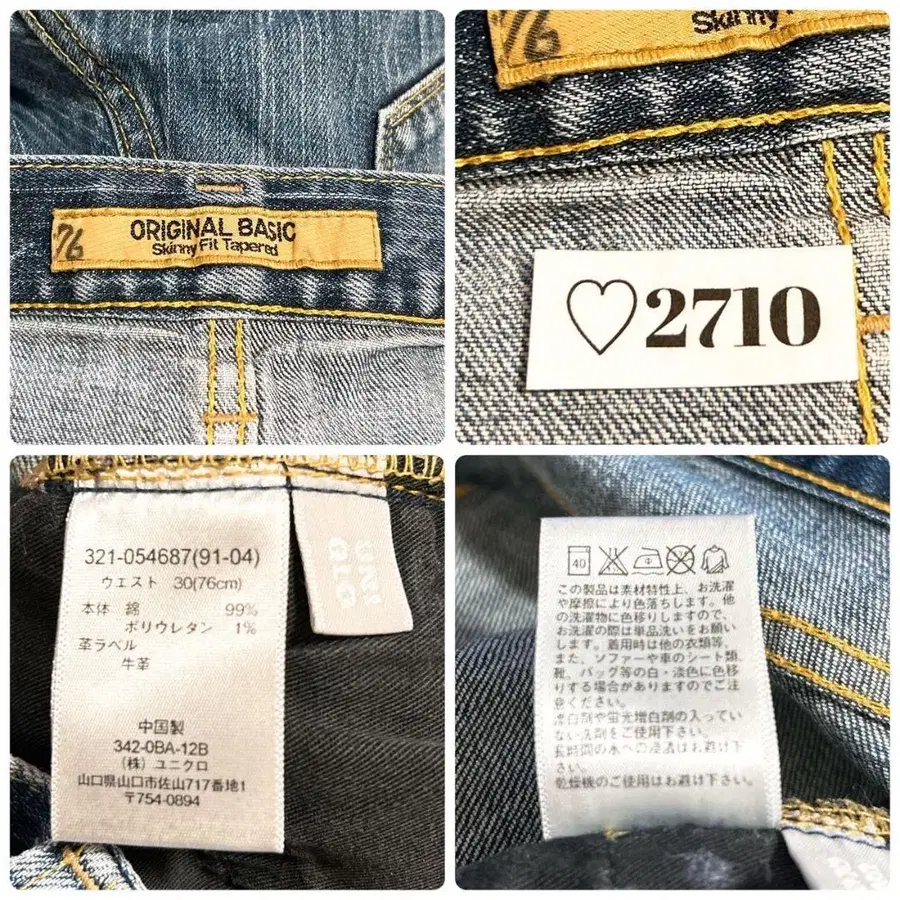 76
ORIGINAL BASIC
Skinny Fit Tapered
76
Skinny
♡2710
321-054687(91-04)
ウエスト 30(76cm)
本体 綿 99%
ポリウレタン 1%
革ラベル
牛革
中国製
342-0BA-12B
(株) ユニクロ
山口県山口市佐山717番地1
〒754-0894
UNI
QLO
40
この製品は素材特性上、お洗濯
や摩擦により色落ちします。他
の洗濯物に色移りしますので、
お洗濯の際は単品洗いをお願い
します。着用時は他の衣類等、
また、ソファーや車のシート類、
靴、バッグ等の白・淡色に色移
りする場合がありますのでご注
意ください。
漂白剤や蛍光増白剤の入ってい
ない洗剤をご使用下さい。
長時間の水への浸漬はお避け下
さい。
乾燥機のご使用はお避け下さい。